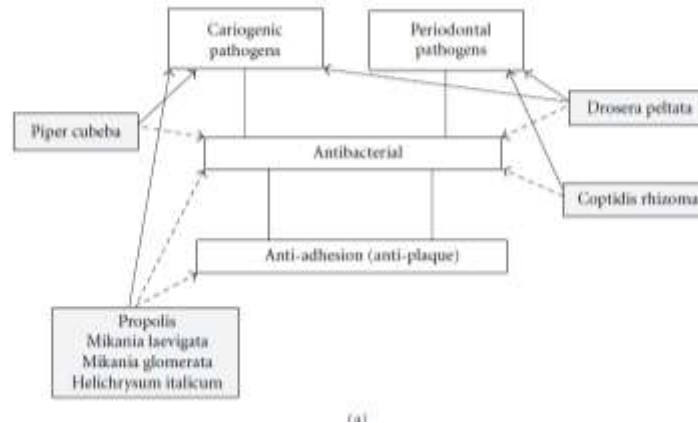 Cariogenic
pathogens
Periodontal
pathogens
Piper cubeba
Drosera peltata
Antibacterial
Coptidis rhizoma
Anti-adhesion (anti-plaque)
Propolis
Mikania laevigata
Mikania glomerata
Helichrysum italicum
(a)